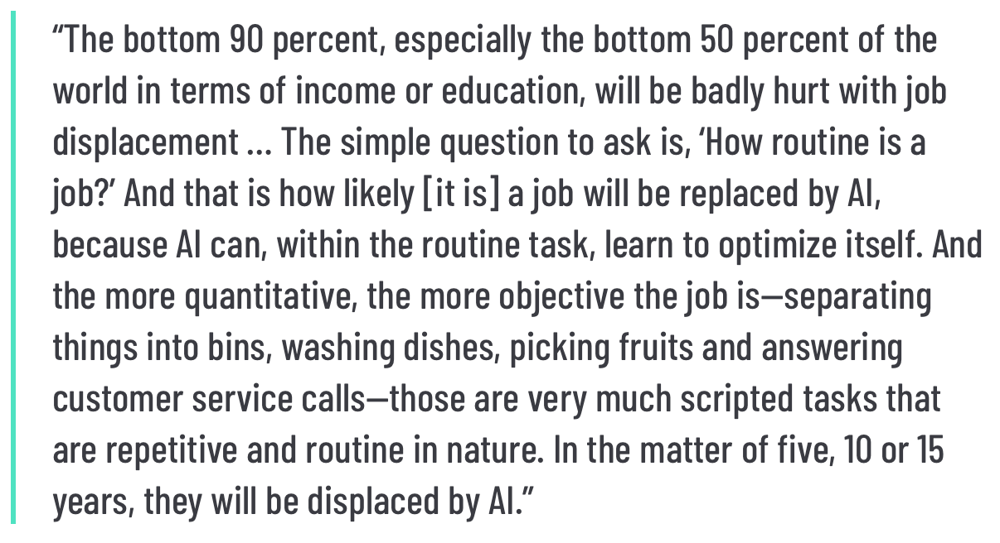 “The bottom 90 percent, especially the bottom 50 percent of the
world in terms of income or education, will be badly hurt with job
displacement ... The simple question to ask is, ‘How routine is a
job?’ And that is how likely [it is] a job will be replaced by AI,
because AI can, within the routine task, learn to optimize itself. And
the more quantitative, the more objective the job is—separating
things into bins, washing dishes, picking fruits and answering
customer service calls—those are very much scripted tasks that
are repetitive and routine in nature. In the matter of five, 10 or 15
years, they will be displaced by AI.”